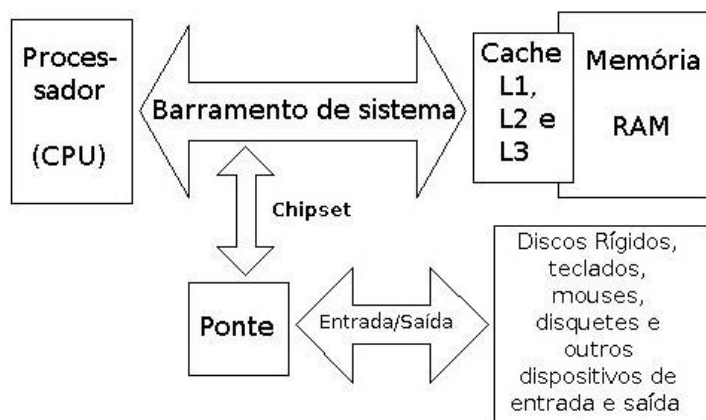 Proces-
sador
(CPU)
Barramento de sistema
Cache
L1,
L2 e
L3
Memória
RAM
Chipset
Ponte
Entrada/Saída
Discos Rígidos,
teclados,
mouses,
disquetes e
outros
dispositivos de
entrada e saída